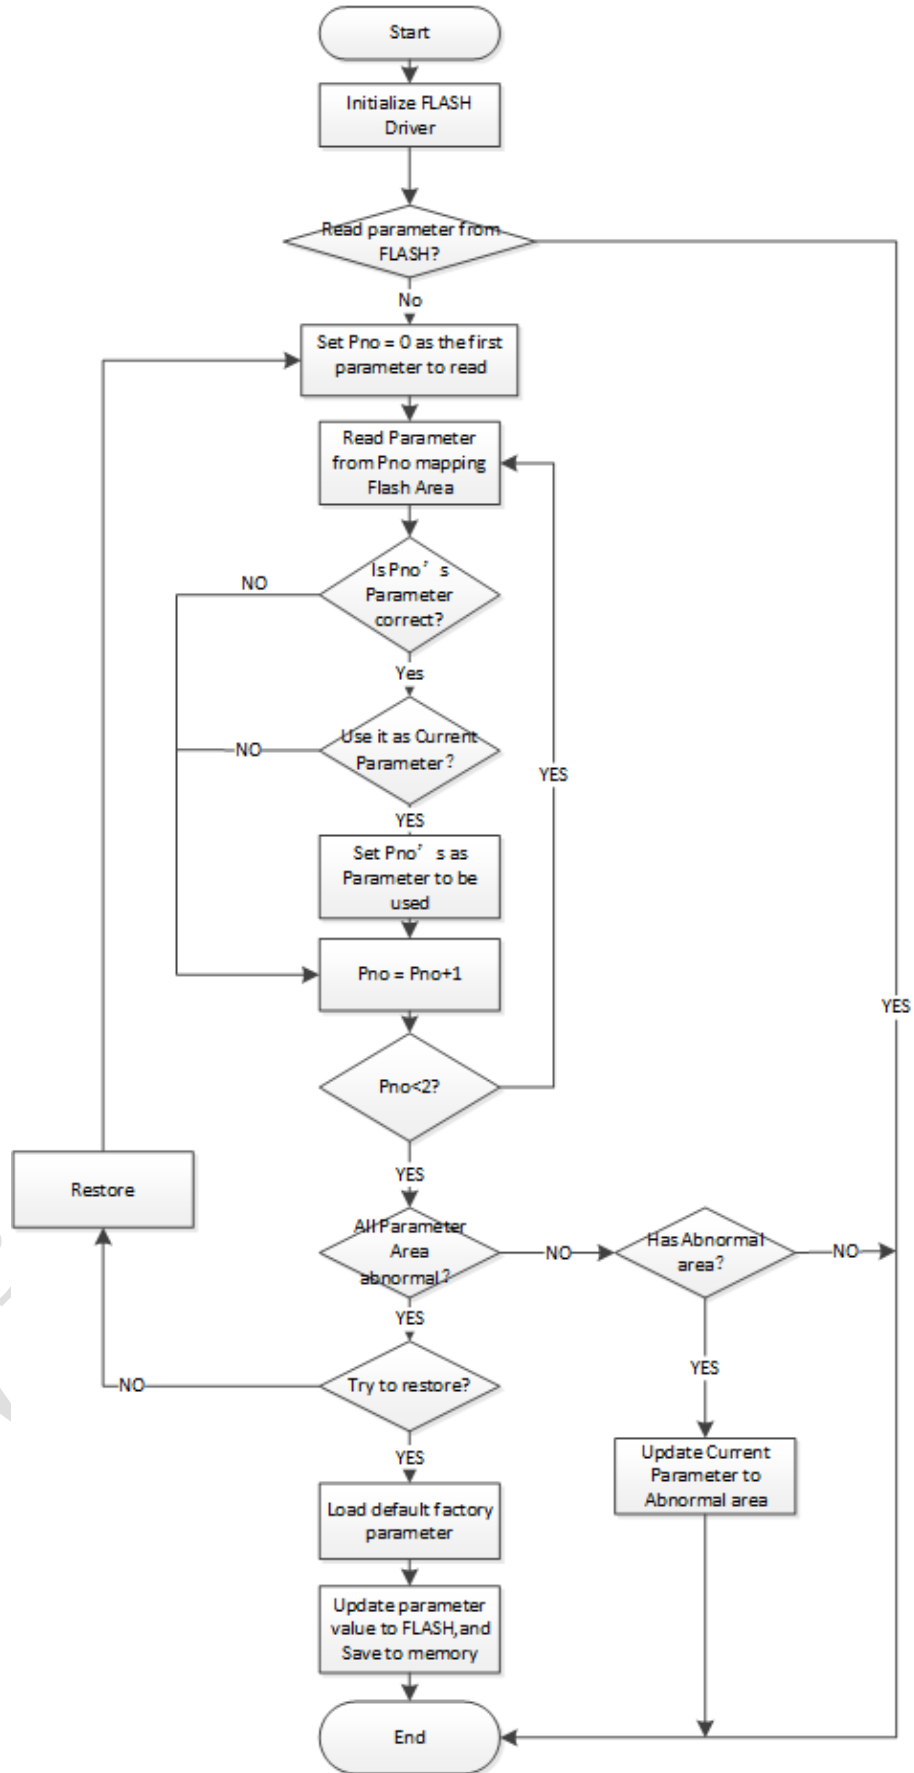 Start
Initialize FLASH
Driver
Read parameter from
FLASH?
No
Set Pno = 0 as the first
parameter to read
Read Parameter
from Pno mapping
Flash Area
Is Pno’ s
Parameter
correct?
NO
Yes
Use it as Current
Parameter?
NO
YES
YES
Set Pno’ s as
Parameter to be
used
Pno = Pno+1
YES
Pno<2?
YES
Restore
All Parameter
Area
abnormal?
NO
Has Abnormal
area?
NO
YES
YES
Try to restore?
NO
YES
Update Current
Parameter to
Abnormal area
Load default factory
parameter
Update parameter
value to FLASH,and
Save to memory
End